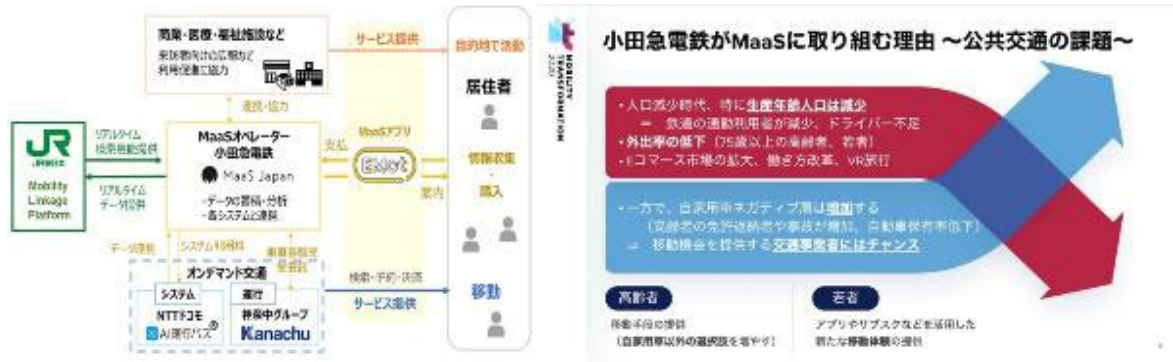 商業・医療・福祉施設など
来訪者向けの広報など
利用促進に協力
サービス提供
目的地で活動
居住者
連携・協力
JR
JR東日本
Mobility
Linkage
Platform
リアルタイム
検索機能提供
リアルタイム
データ提供
MaaSオペレーター
小田急電鉄
MaaS Japan
-データの蓄積・分析
-各システムと連携
支払
MaaSアプリ
EMot
案内
情報収集
・
購入
データ連携
システム利用料
オンデマンド交通
システム
NTTドコモ
AI運行バス®
運行
神奈中グループ
Kanachu
検索・予約・決済
サービス提供
移動
MOBILITY
TRANSFORMATION
2020
小田急電鉄がMaaSに取り組む理由 ～公共交通の課題～
・人口減少時代、特に生産年齢人口は減少
＝ 鉄道の通勤利用者が減少、ドライバー不足
・外出率の低下（75歳以上の高齢者、若者）
・Eコマース市場の拡大、働き方改革、VR旅行
・一方で、自家用車ネガティブ層は増加する
（高齢者の免許返納者や事故が増加、自動車保有率低下）
＝ 移動機会を提供する交通事業者にはチャンス
高齢者
移動手段の提供
（自家用車以外の選択肢を増やす）
若者
アプリやサブスクなどを活用した
新たな移動体験の提供